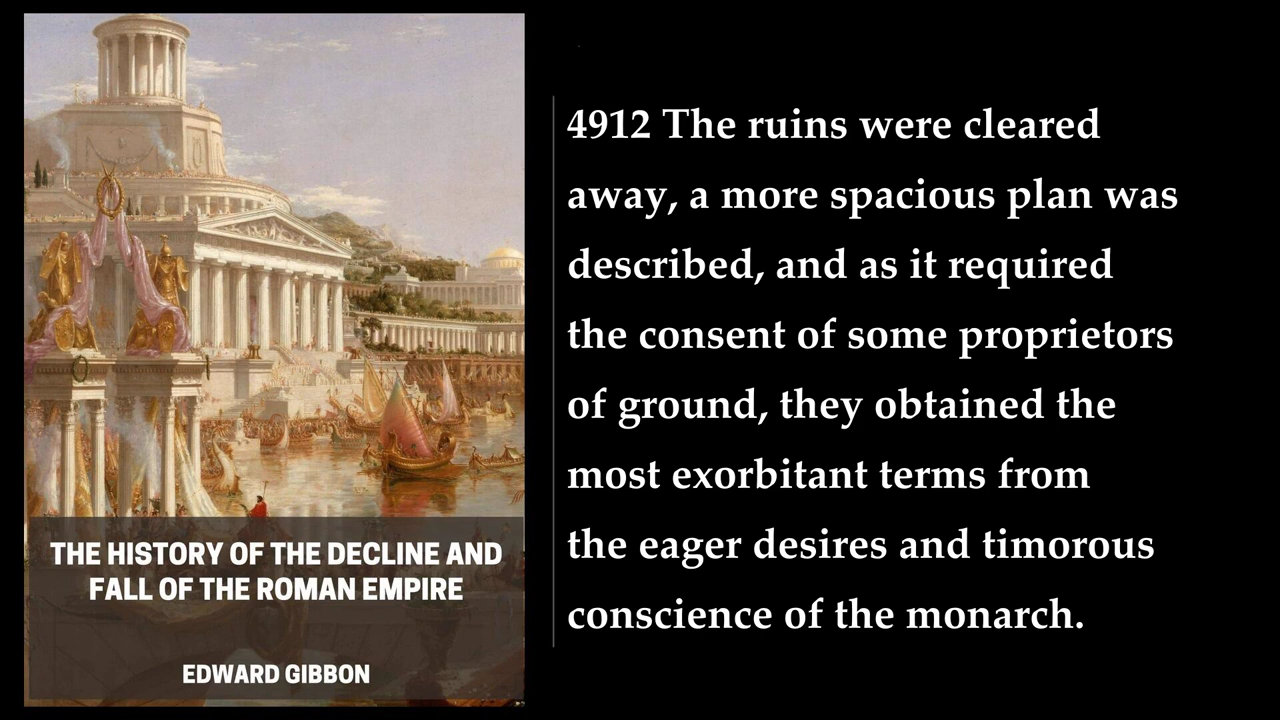 THE HISTORY OF THE DECLINE AND
FALL OF THE ROMAN EMPIRE
EDWARD GIBBON
4912 The ruins were cleared
away, a more spacious plan was
described, and as it required
the consent of some proprietors
of ground, they obtained the
most exorbitant terms from
the eager desires and timorous
conscience of the monarch.